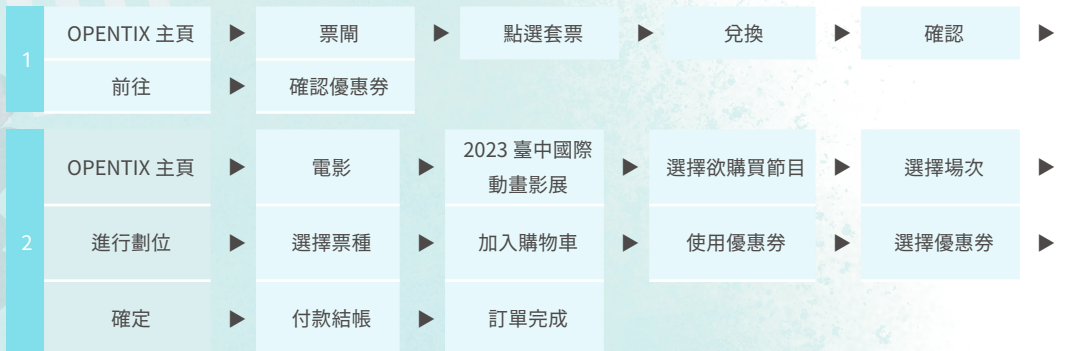 1
OPENTIX 主頁 ▶ 票閘 ▶ 點選套票 ▶ 兌換 ▶ 確認 ▶
前往 ▶ 確認優惠券
2
OPENTIX 主頁 ▶ 電影 ▶ 2023 臺中國際
動畫影展 ▶ 選擇欲購買節目 ▶ 選擇場次 ▶
進行劃位 ▶ 選擇票種 ▶ 加入購物車 ▶ 使用優惠券 ▶ 選擇優惠券 ▶
確定 ▶ 付款結帳 ▶ 訂單完成